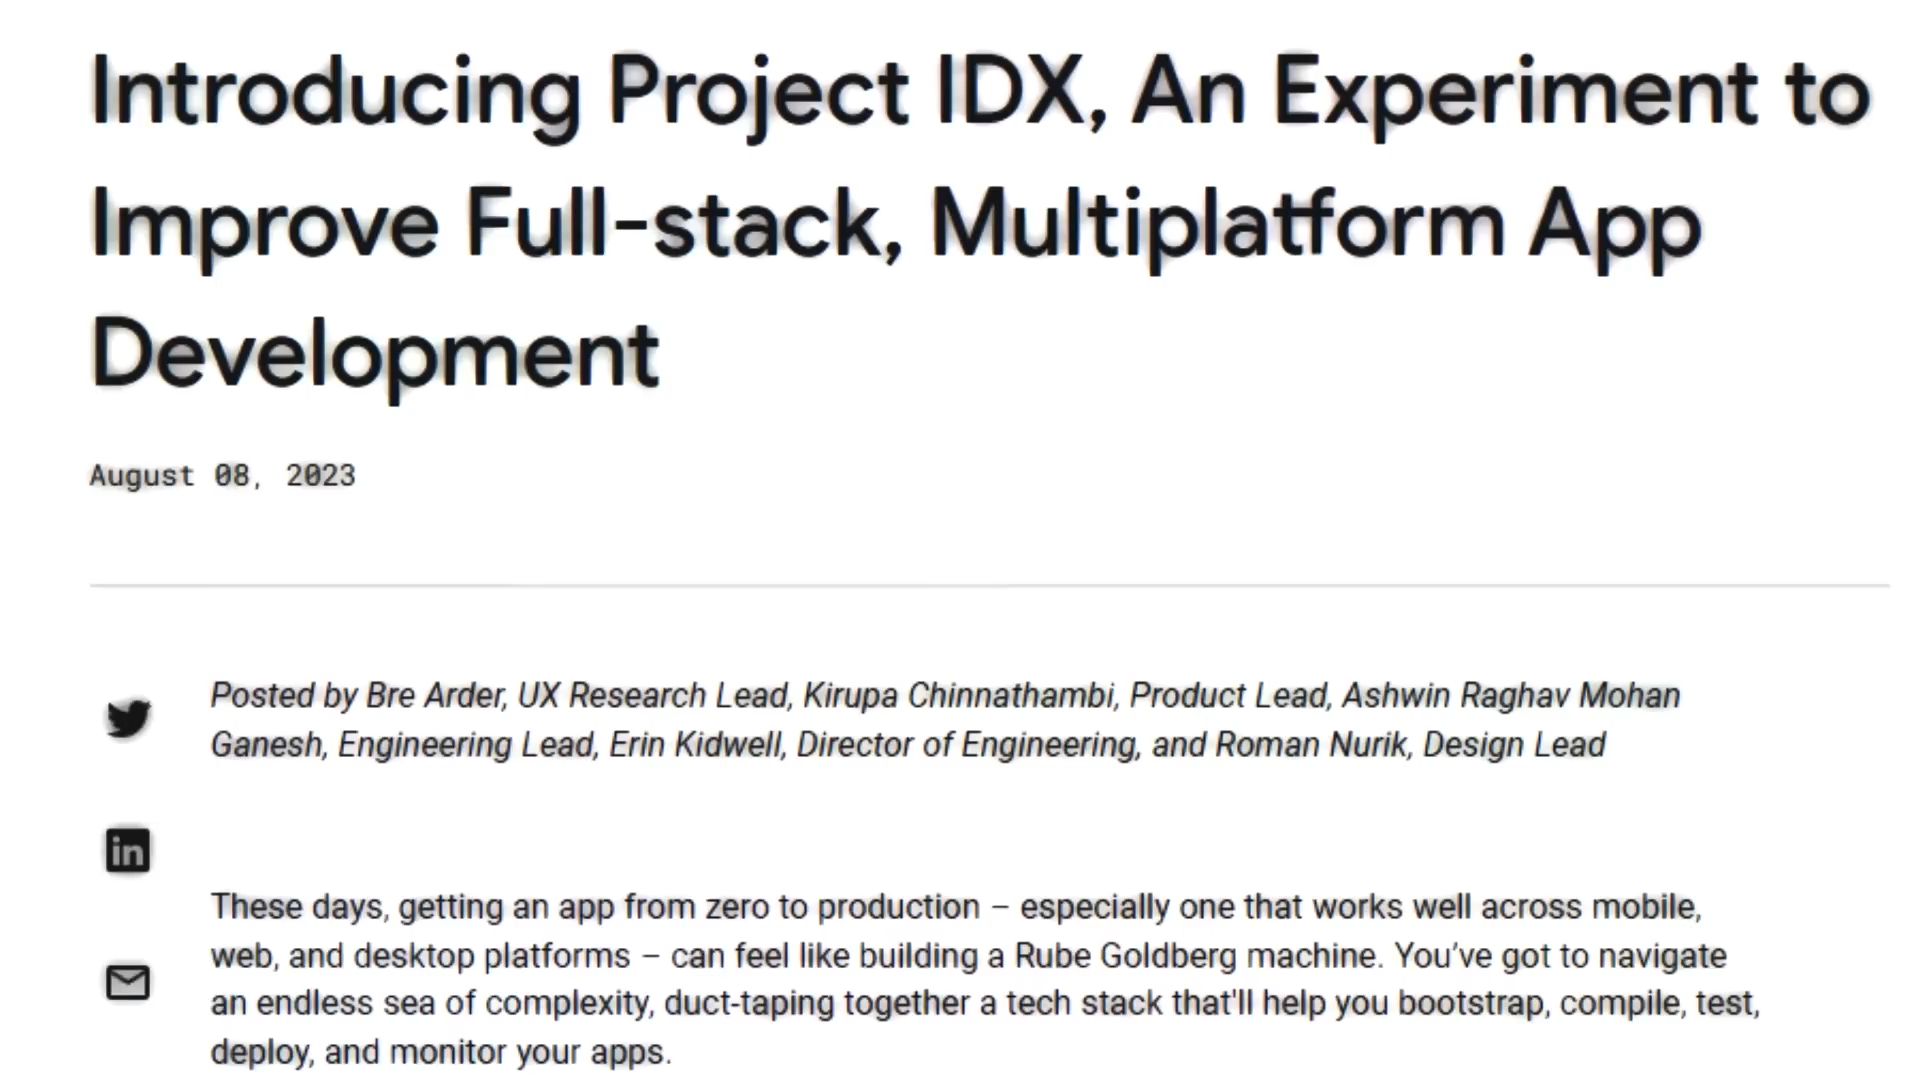 Introducing Project IDX, An Experiment to
Improve Full-stack, Multiplatform App
Development
August 08, 2023
Posted by Bre Arder, UX Research Lead, Kirupa Chinnathambi, Product Lead, Ashwin Raghav Mohan
Ganesh, Engineering Lead, Erin Kidwell, Director of Engineering, and Roman Nurik, Design Lead
in
These days, getting an app from zero to production – especially one that works well across mobile,
web, and desktop platforms – can feel like building a Rube Goldberg machine. You’ve got to navigate
an endless sea of complexity, duct-taping together a tech stack that'll help you bootstrap, compile, test,
deploy, and monitor your apps.